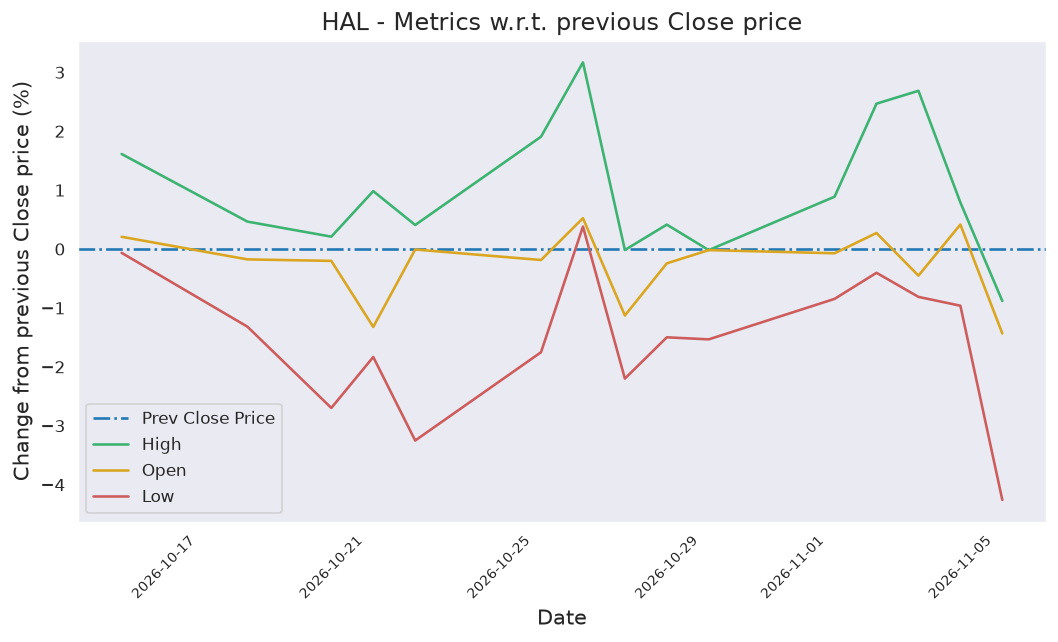 HAL - Metrics w.r.t. previous Close price
Change from previous Close price (%)
3
2
1
0
−1
−2
−3
−4
Prev Close Price
High
Open
Low
2026-10-17
2026-10-21
2026-10-25
2026-10-29
2026-11-01
2026-11-05
Date